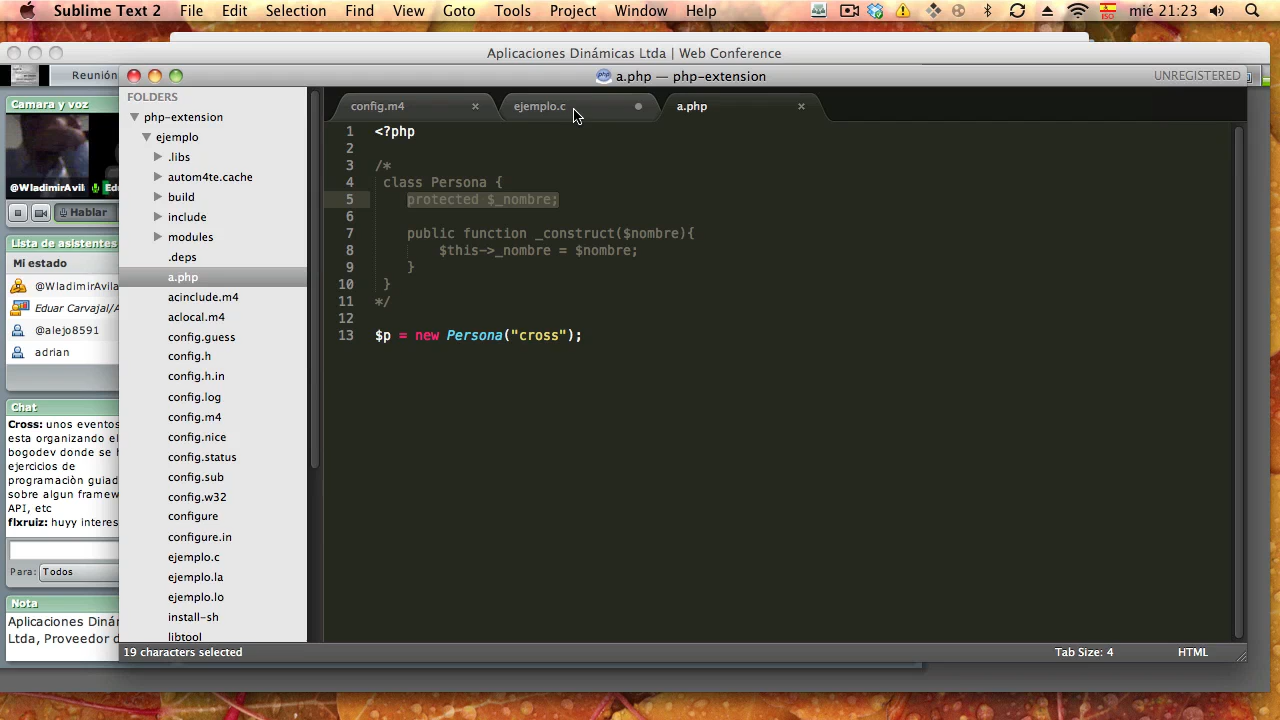 Sublime Text 2 File Edit Selection Find View Goto Tools Project Window Help mié 21:23
Aplicaciones Dinámicas Ltda | Web Conference
Reunión
a.php — php-extension
UNREGISTERED
Camara y voz
@WladimirAvila
Hablar
Lista de asistentes
Mi estado
@WladimirAvila
Eduar Carvajal/A
@alejo8591
adrian
Chat
Cross: unos eventos
esta organizando el
bogodev donde se h
ejercicios de
programaciòn guiad
sobre algun framew
API, etc
flxruiz: huyy interes
Para: Todos
Nota
Aplicaciones Diná
Ltda, Proveedor d
FOLDERS
php-extension
ejemplo
.libs
autom4te.cache
build
include
modules
.deps
a.php
acinclude.m4
aclocal.m4
config.guess
config.h
config.h.in
config.log
config.m4
config.nice
config.status
config.sub
config.w32
configure
configure.in
ejemplo.c
ejemplo.la
ejemplo.lo
install-sh
libtool
config.m4 ejemplo.c a.php
1 <?php
2
3 /*
4 class Persona {
5 protected $_nombre;
6
7 public function _construct($nombre){
8 $this->_nombre = $nombre;
9 }
10 }
11 */
12
13 $p = new Persona("cross");
19 characters selected
Tab Size: 4
HTML